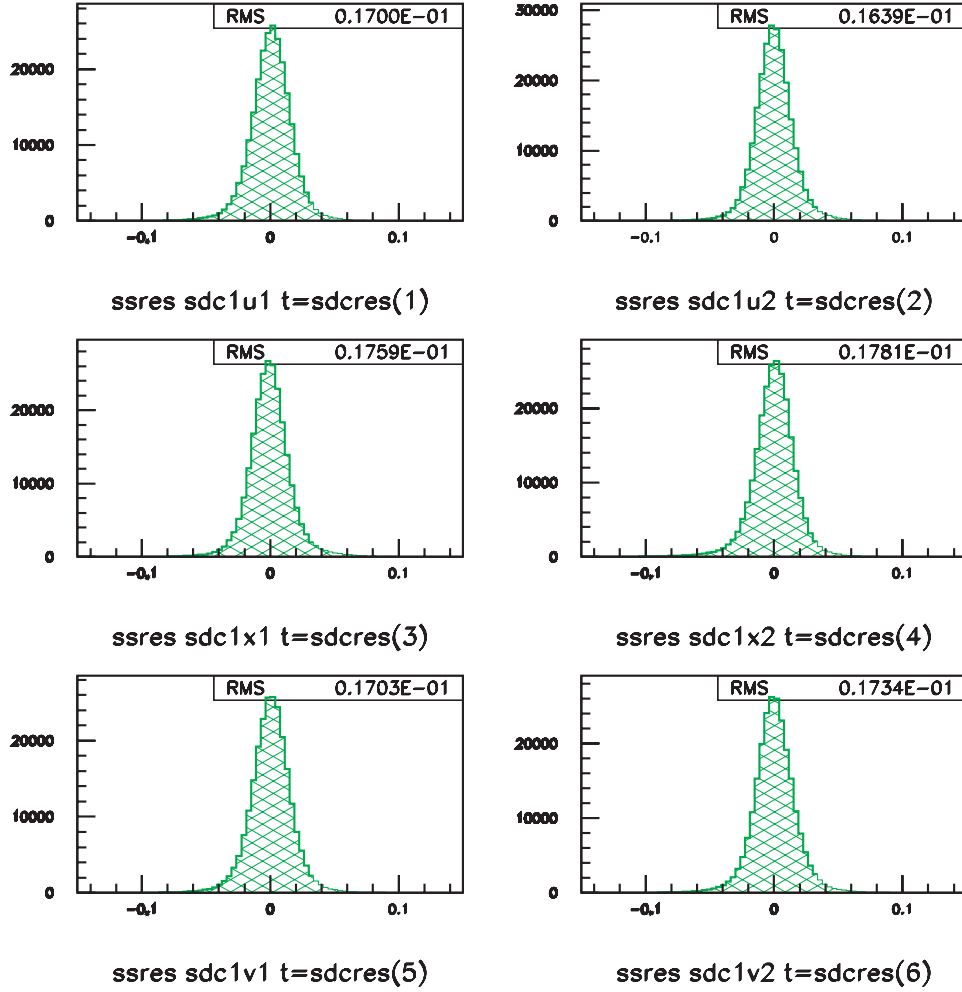 RMS 0.1700E-01
20000
10000
0
-0.1 0 0.1
ssres sdc1u1 t=sdcres(1)
RMS 0.1639E-01
30000
20000
10000
0
-0.1 0 0.1
ssres sdc1u2 t=sdcres(2)
RMS 0.1759E-01
20000
10000
0
-0.1 0 0.1
ssres sdc1x1 t=sdcres(3)
RMS 0.1781E-01
20000
10000
0
-0.1 0 0.1
ssres sdc1x2 t=sdcres(4)
RMS 0.1703E-01
20000
10000
0
-0.1 0 0.1
ssres sdc1v1 t=sdcres(5)
RMS 0.1734E-01
20000
10000
0
-0.1 0 0.1
ssres sdc1v2 t=sdcres(6)